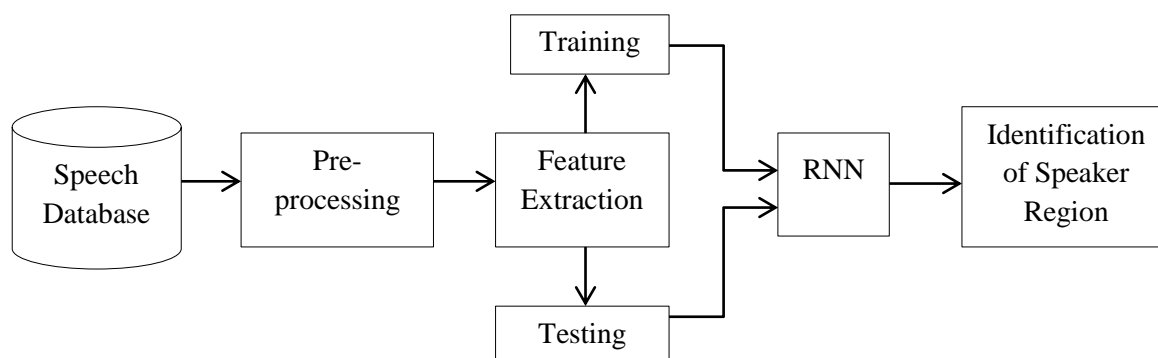 Training
Speech
Database
Pre-
processing
Feature
Extraction
RNN
Identification
of Speaker
Region
Testing